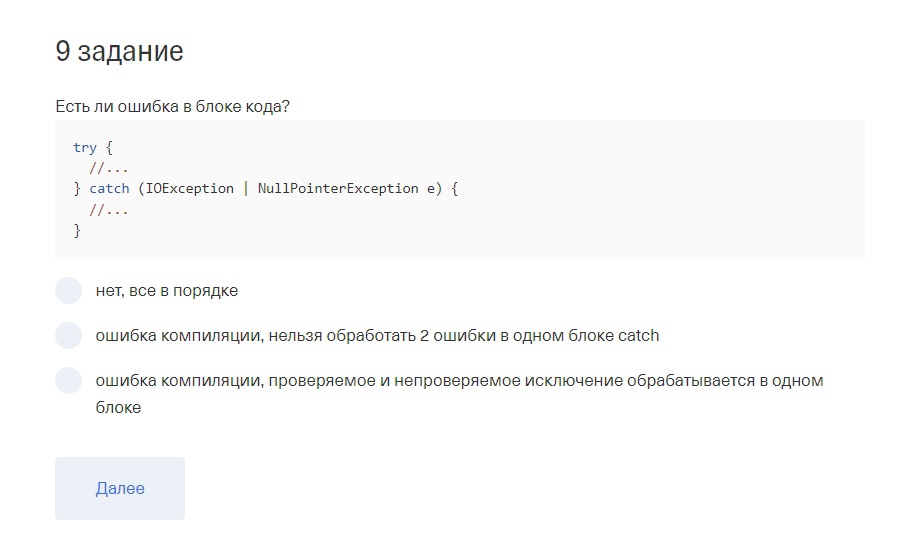 9 задание
Есть ли ошибка в блоке кода?
try {
  //...
} catch (IOException | NullPointerException e) {
  //...
}
нет, все в порядке
ошибка компиляции, нельзя обработать 2 ошибки в одном блоке catch
ошибка компиляции, проверяемое и непроверяемое исключение обрабатывается в одном
блоке
Далее